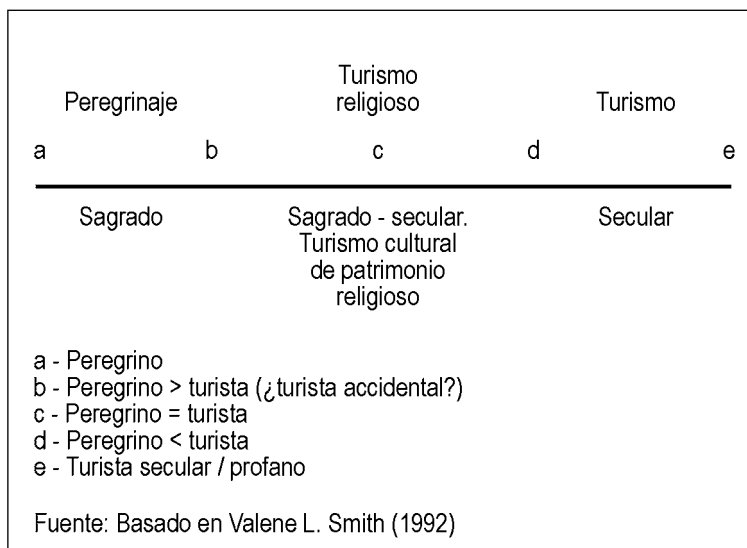 Turismo
Peregrinaje religioso Turismo
a b c d e
Sagrado Sagrado - secular. Secular
Turismo cultural
de patrimonio
religioso
a - Peregrino
b - Peregrino > turista (¿turista accidental?)
c - Peregrino = turista
d - Peregrino < turista
e - Turista secular / profano
Fuente: Basado en Valene L. Smith (1992)